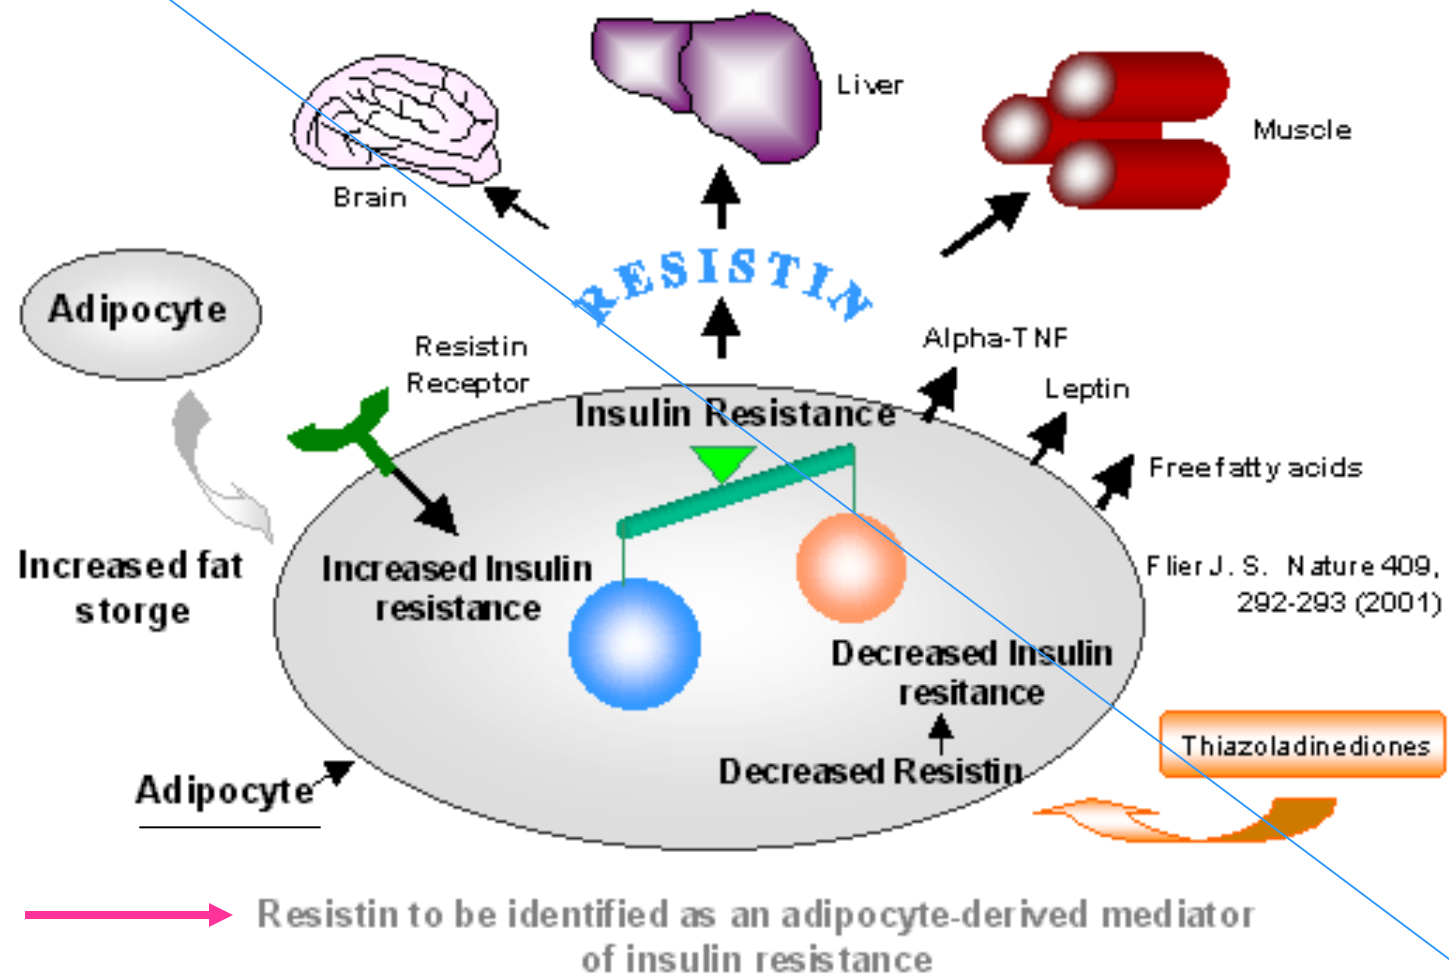 Liver
Muscle
Brain
RESISTIN
Adipocyte
Resistin
Receptor
Alpha-TNF
Leptin
Insulin Resistance
Free fatty acids
Increased fat
storge
Increased Insulin
resistance
Flier J. S. Nature 409,
292-293 (2001)
Decreased Insulin
resitance
Thiazoladinediones
Decreased Resistin
Adipocyte
Resistin to be identified as an adipocyte-derived mediator
of insulin resistance